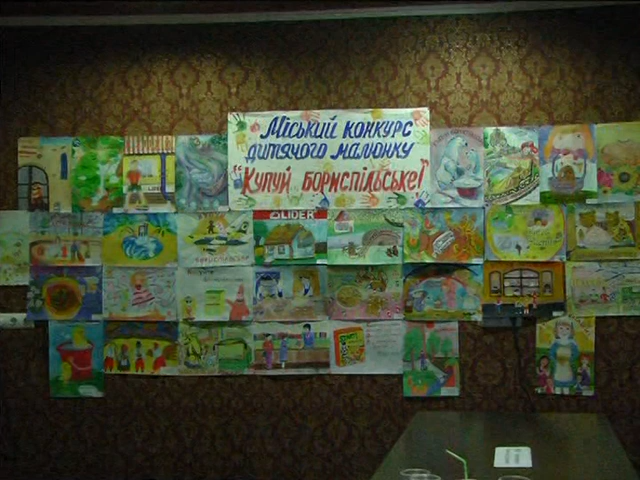 Міський конкурс
дитячого малюнку
"Купуй бориспільське!"
LIDER